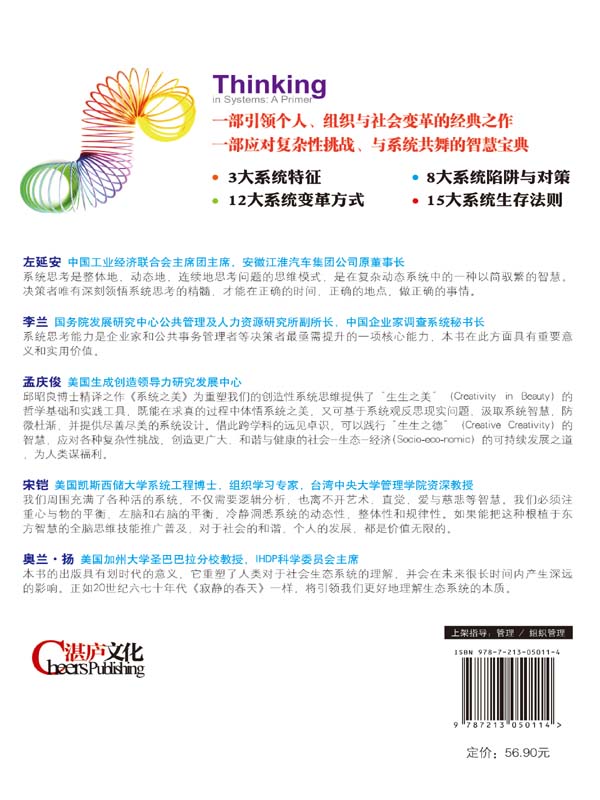 Thinking
in Systems: A Primer
一部引领个人、组织与社会变革的经典之作
一部应对复杂性挑战、与系统共舞的智慧宝典
• 3大系统特征
• 8大系统陷阱与对策
• 12大系统变革方式
• 15大系统生存法则
左延安 中国工业经济联合会主席团主席，安徽江淮汽车集团公司原董事长
系统思考是整体地、动态地、连续地思考问题的思维模式，是在复杂动态系统中的一种以简驭繁的智慧。
决策者唯有深刻领悟系统思考的精髓，才能在正确的时间、正确的地点，做正确的事情。
李兰 国务院发展研究中心公共管理及人力资源研究所副所长，中国企业家调查系统秘书长
系统思考能力是企业家和公共事务管理者等决策者最亟需提升的一项核心能力，本书在此方面具有重要意
义和实用价值。
孟庆俊 美国生成创造领导力研究发展中心
邱昭良博士精译之作《系统之美》为重塑我们的创造性系统思维提供了“生生之美”（Creativity in Beauty）的
哲学基础和实践工具，既能在求真的过程中体悟系统之美，又可基于系统观反思现实问题，汲取系统智慧，防
微杜渐，并提供尽善尽美的系统设计。借此跨学科的远见卓识，可以践行“生生之德”（Creative Creativity）的
智慧，应对各种复杂性挑战，创造更广大、和谐与健康的社会—生态—经济(Socio-eco-nomic）的可持续发展之道
，为人类谋福利。
宋铠 美国凯斯西储大学系统工程博士，组织学习专家，台湾中央大学管理学院资深教授
我们周围充满了各种活的系统，不仅需要逻辑分析，也离不开艺术、直觉、爱与慈悲等智慧。我们必须注
重心与物的平衡，左脑和右脑的平衡，冷静洞悉系统的动态性、整体性和规律性。如果能把这种根植于东
方智慧的全脑思维技能推广普及，对于社会的和谐、个人的发展，都是价值无限的。
奥兰·扬 美国加州大学圣巴巴拉分校教授，IHDP科学委员会主席
本书的出版具有划时代的意义，它重塑了人类对于社会生态系统的理解，并会在未来很长时间内产生深远
的影响。正如20世纪六七十年代《寂静的春天》一样，将引领我们更好地理解生态系统的本质。
湛庐文化
Cheers Publishing
上架指导：管理 / 组织管理
ISBN 978-7-213-05011-4
9 787213 050114 >
定价：56.90元